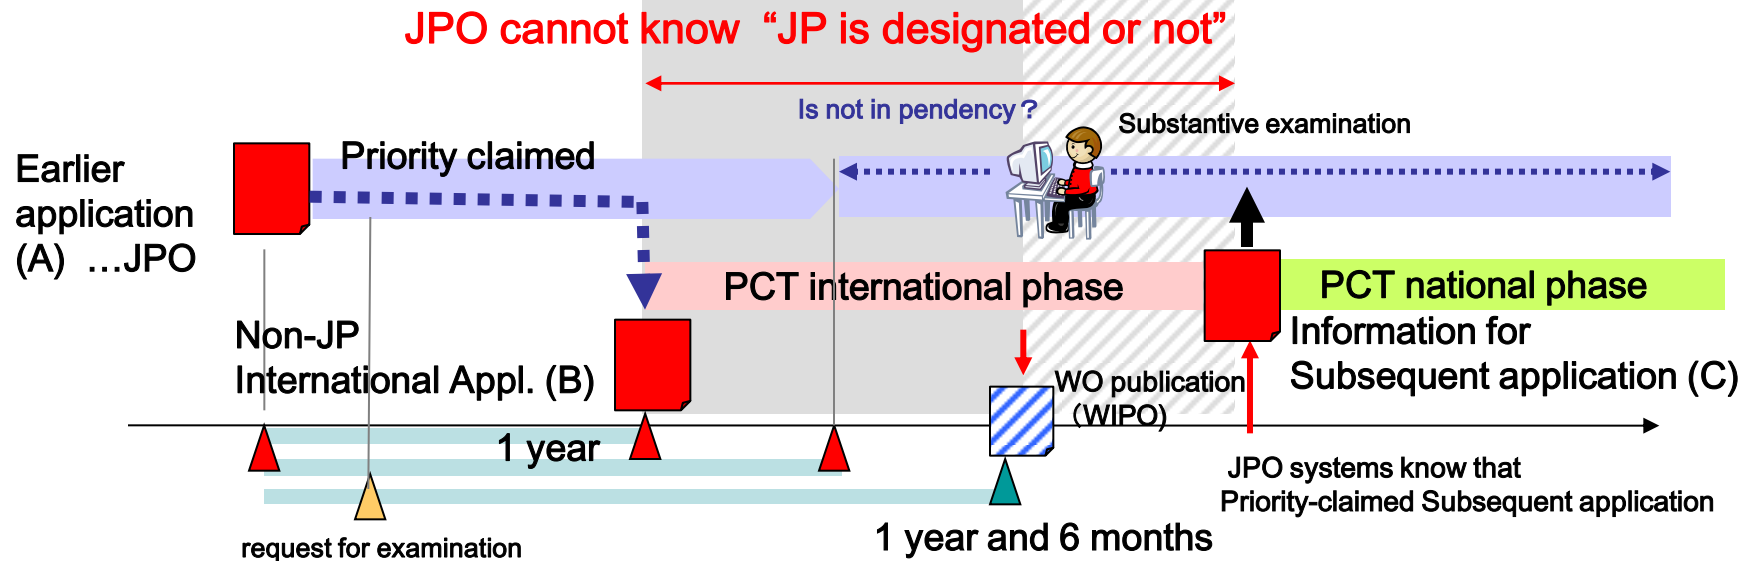 JPO cannot know “JP is designated or not”
Is not in pendency？
Substantive examination
Priority claimed
Earlier
application
(A) …JPO
PCT international phase
PCT national phase
Non-JP
International Appl. (B)
Information for
Subsequent application (C)
WO publication
（WIPO)
1 year
JPO systems know that
Priority-claimed Subsequent application
1 year and 6 months
request for examination